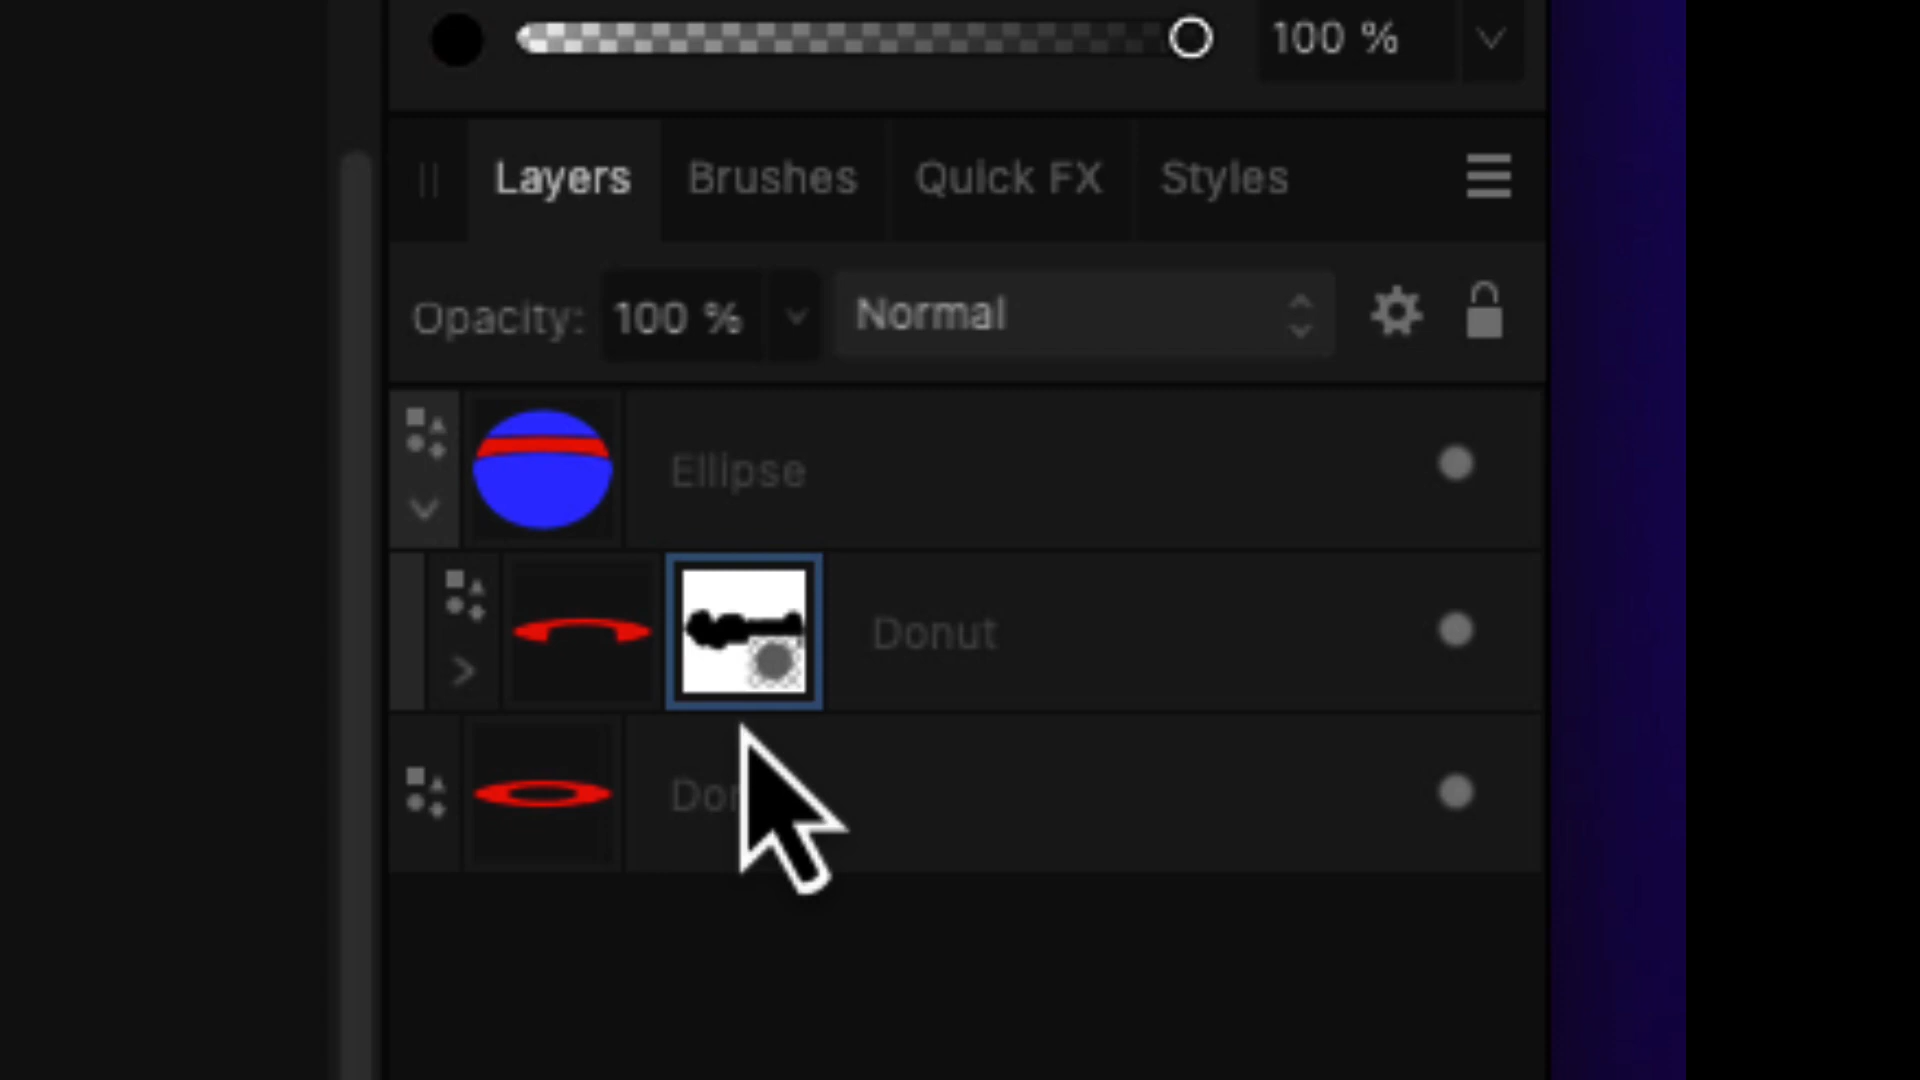 100 %
Layers Brushes Quick FX Styles
Opacity: 100 % Normal
Ellipse
Donut